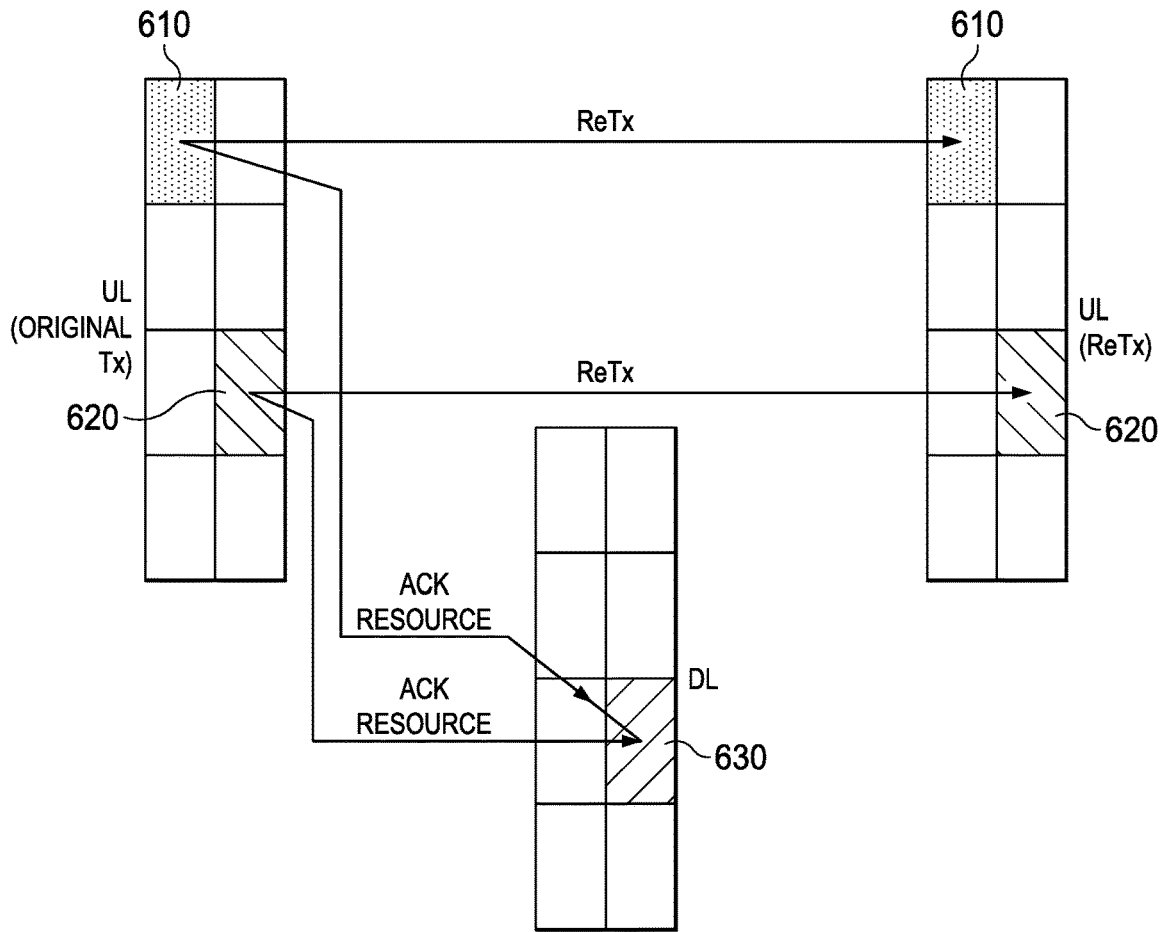 610
610
ReTx
UL
(ORIGINAL
Tx)
UL
(ReTx)
ReTx
620
620
ACK
RESOURCE
DL
ACK
RESOURCE
630